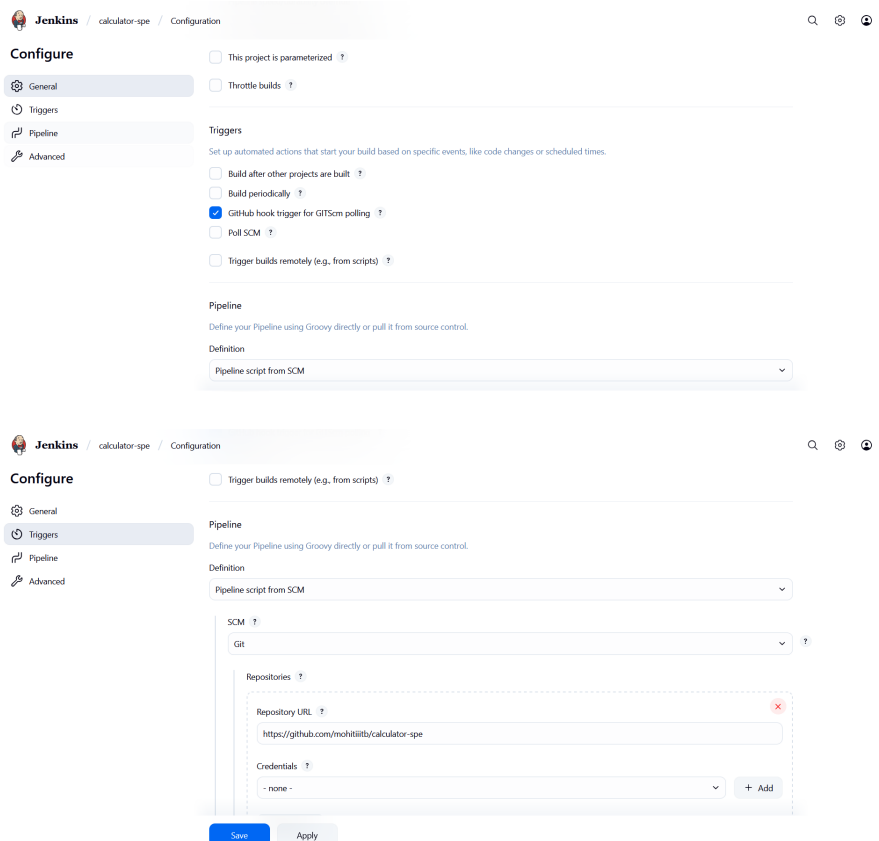 Jenkins / calculator-spe / Configuration
Configure
General
Triggers
Pipeline
Advanced
This project is parameterized ?
Throttle builds ?
Triggers
Set up automated actions that start your build based on specific events, like code changes or scheduled times.
Build after other projects are built ?
Build periodically ?
GitHub hook trigger for GITScm polling ?
Poll SCM ?
Trigger builds remotely (e.g., from scripts) ?
Pipeline
Define your Pipeline using Groovy directly or pull it from source control.
Definition
Pipeline script from SCM
Jenkins / calculator-spe / Configuration
Configure
General
Triggers
Pipeline
Advanced
Trigger builds remotely (e.g., from scripts) ?
Pipeline
Define your Pipeline using Groovy directly or pull it from source control.
Definition
Pipeline script from SCM
SCM ?
Git ?
Repositories ?
Repository URL ?
https://github.com/mohitiiitb/calculator-spe
Credentials ?
- none -
+ Add
Save
Apply